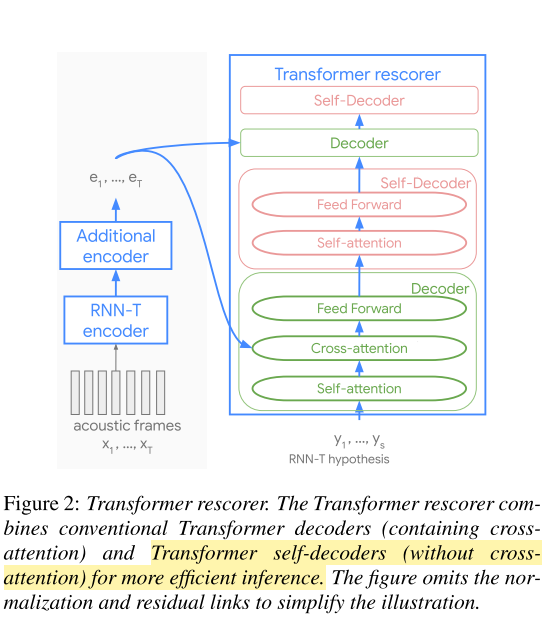 Transformer rescorer
Self-Decoder
Decoder
Self-Decoder
Feed Forward
Self-attention
Decoder
Feed Forward
Cross-attention
Self-attention
y1, ..., ys
RNN-T hypothesis
e1, ..., eT
Additional
encoder
RNN-T
encoder
acoustic frames
x1, ..., xT
Figure 2: Transformer rescorer. The Transformer rescorer com-
bines conventional Transformer decoders (containing cross-
attention) and Transformer self-decoders (without cross-
attention) for more efficient inference. The figure omits the nor-
malization and residual links to simplify the illustration.